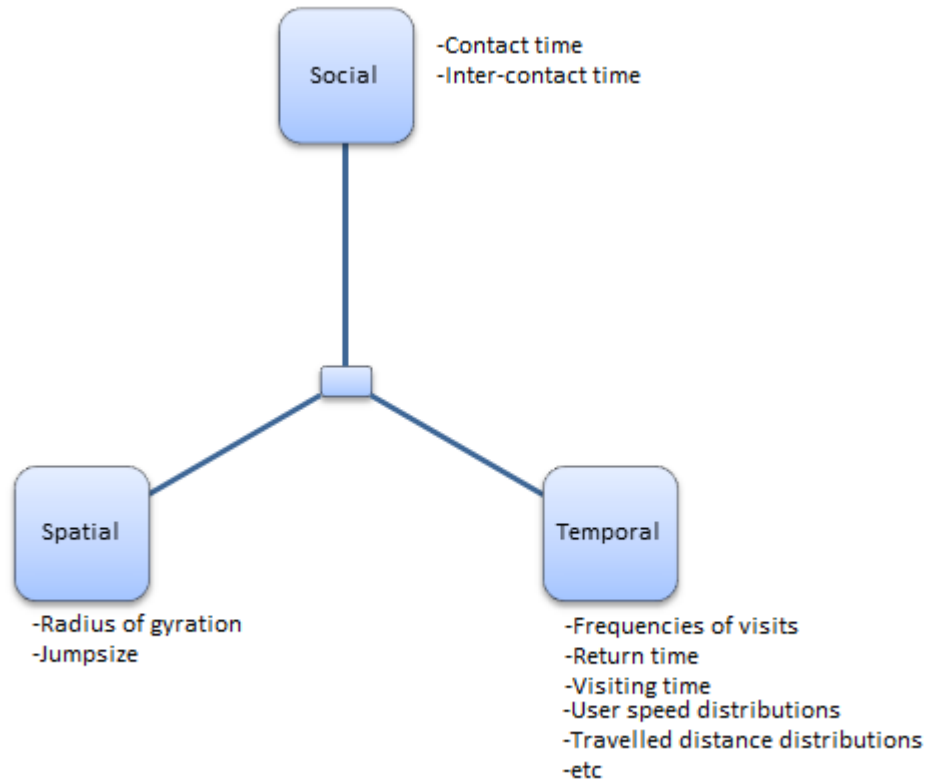 Social
-Contact time
-Inter-contact time
Spatial
-Radius of gyration
-Jumpsize
Temporal
-Frequencies of visits
-Return time
-Visiting time
-User speed distributions
-Travelled distance distributions
-etc